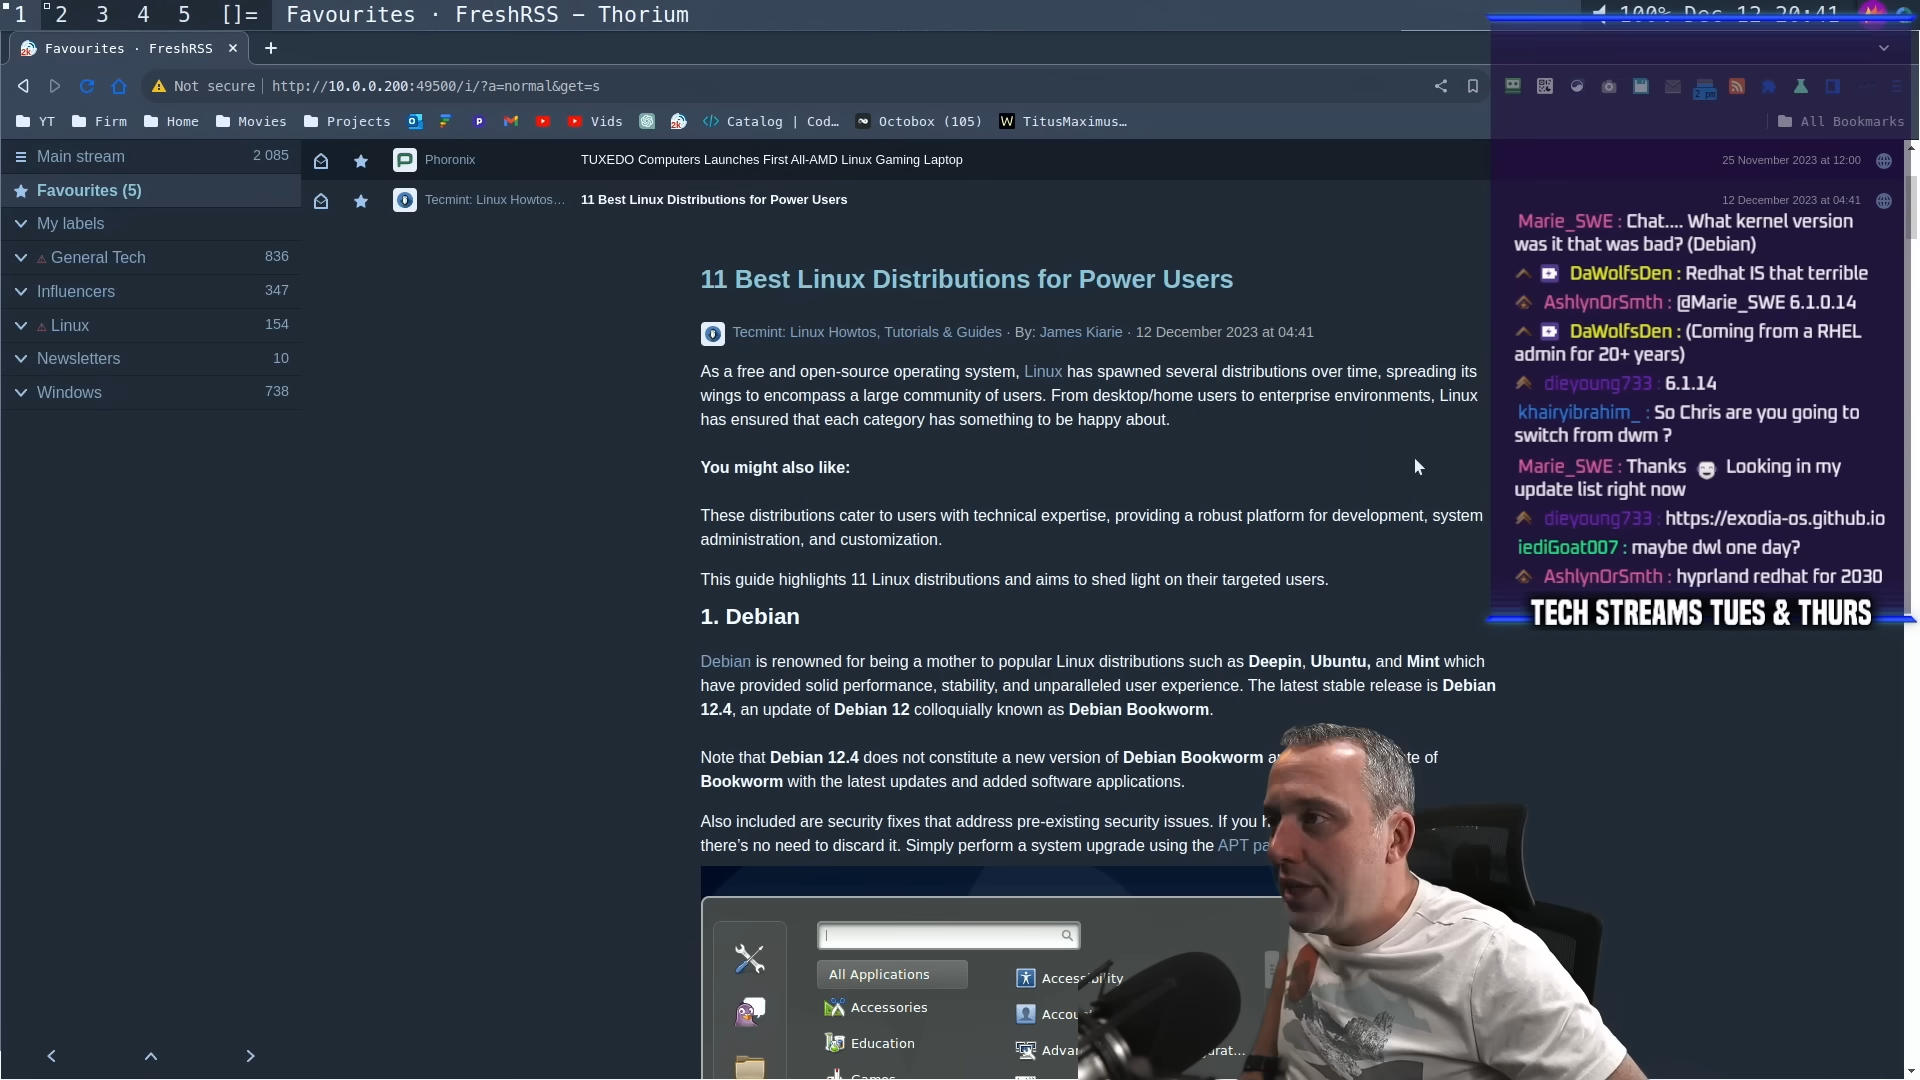 1 2 3 4 5 []= Favourites · FreshRSS — Thorium
100% Dec 12 20:41
Favourites · FreshRSS
Not secure http://10.0.0.200:49500/i/?a=normal&get=s
2 pm
YT Firm Home Movies Projects Vids Catalog | Cod… Octobox (105) W TitusMaximus… All Bookmarks
Main stream 2 085
Favourites (5)
My labels
General Tech 836
Influencers 347
Linux 154
Newsletters 10
Windows 738
Phoronix TUXEDO Computers Launches First All-AMD Linux Gaming Laptop 25 November 2023 at 12:00
Tecmint: Linux Howtos… 11 Best Linux Distributions for Power Users 12 December 2023 at 04:41
11 Best Linux Distributions for Power Users
Tecmint: Linux Howtos, Tutorials & Guides · By: James Kiarie · 12 December 2023 at 04:41
As a free and open-source operating system, Linux has spawned several distributions over time, spreading its
wings to encompass a large community of users. From desktop/home users to enterprise environments, Linux
has ensured that each category has something to be happy about.
You might also like:
These distributions cater to users with technical expertise, providing a robust platform for development, system
administration, and customization.
This guide highlights 11 Linux distributions and aims to shed light on their targeted users.
1. Debian
Debian is renowned for being a mother to popular Linux distributions such as Deepin, Ubuntu, and Mint which
have provided solid performance, stability, and unparalleled user experience. The latest stable release is Debian
12.4, an update of Debian 12 colloquially known as Debian Bookworm.
Note that Debian 12.4 does not constitute a new version of Debian Bookworm of
Bookworm with the latest updates and added software applications.
Also included are security fixes that address pre-existing security issues. If you
there's no need to discard it. Simply perform a system upgrade using the APT
All Applications
Accessories
Education
Games
Accessibility
Marie_SWE : Chat.... What kernel version
was it that was bad? (Debian)
DaWolfsDen : Redhat IS that terrible
AshlynOrSmth : @Marie_SWE 6.1.0.14
DaWolfsDen : (Coming from a RHEL
admin for 20+ years)
dieyoung733 : 6.1.14
khairyibrahim_ : So Chris are you going to
switch from dwm ?
Marie_SWE : Thanks Looking in my
update list right now
dieyoung733 : https://exodia-os.github.io
iediGoat007 : maybe dwl one day?
AshlynOrSmth : hyprland redhat for 2030
TECH STREAMS TUES & THURS